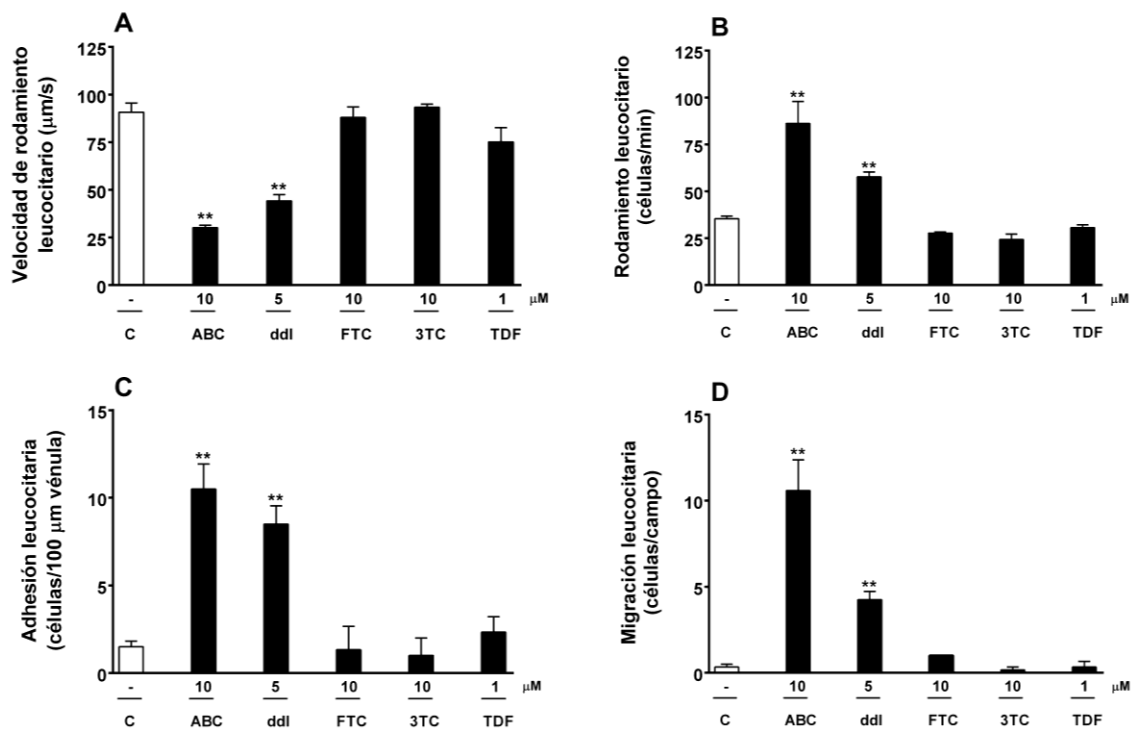 A
Velocidad de rodamiento
leucocitario (μm/s)
125
100
75
50
25
0
**
**
- 10 5 10 10 1 μM
C ABC ddI FTC 3TC TDF
B
Rodamiento leucocitario
(células/min)
125
100
75
50
25
0
**
**
- 10 5 10 10 1 μM
C ABC ddI FTC 3TC TDF
C
Adhesión leucocitaria
(células/100 μm vénula)
15
10
5
0
**
**
- 10 5 10 10 1 μM
C ABC ddI FTC 3TC TDF
D
Migración leucocitaria
(células/campo)
15
10
5
0
**
**
- 10 5 10 10 1 μM
C ABC ddI FTC 3TC TDF